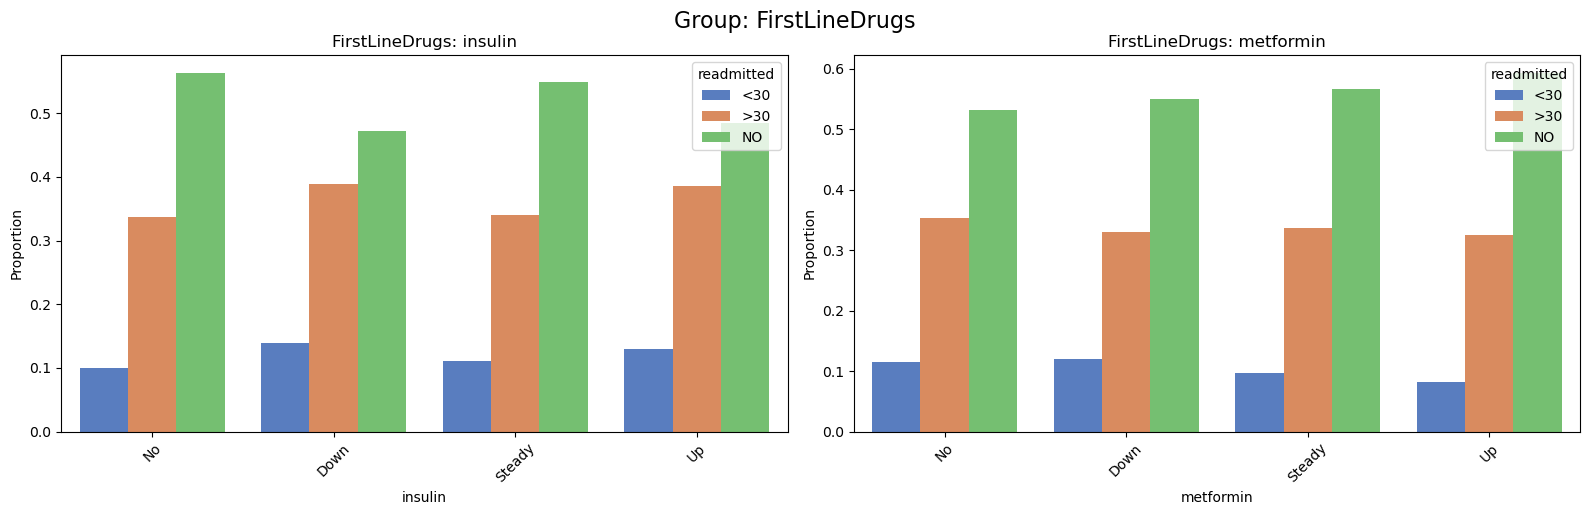 Group: FirstLineDrugs
FirstLineDrugs: insulin
Proportion
0.5
0.4
0.3
0.2
0.1
0.0
readmitted
<30
>30
NO
No
Down
Steady
Up
insulin
FirstLineDrugs: metformin
Proportion
0.6
0.5
0.4
0.3
0.2
0.1
0.0
readmitted
<30
>30
NO
No
Down
Steady
Up
metformin